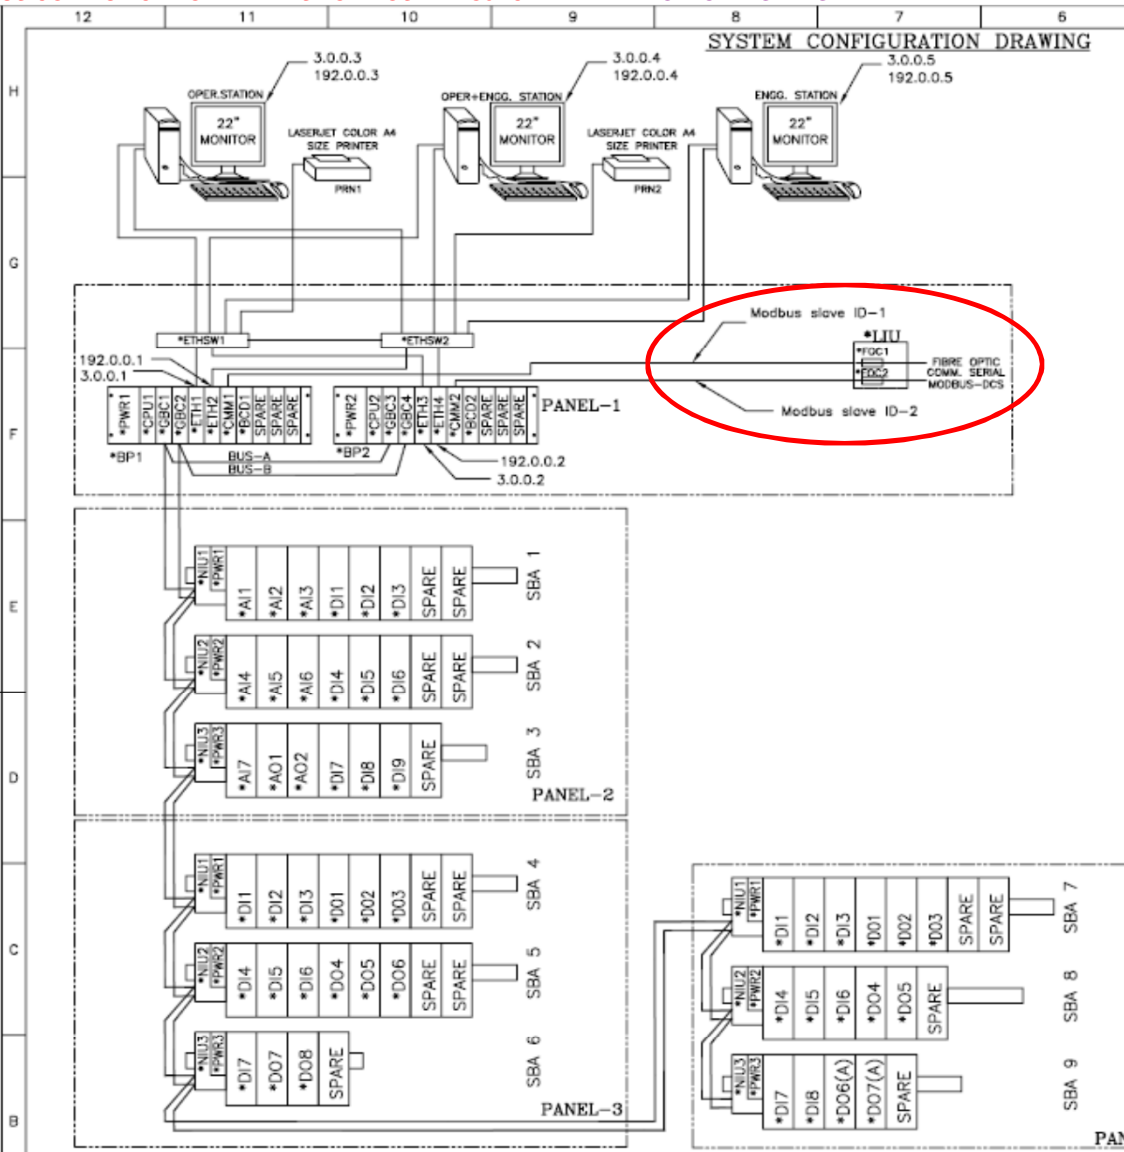 12 11 10 9 8 7 6
SYSTEM CONFIGURATION DRAWING
H
G
F
E
D
C
B
3.0.0.3
192.0.0.3
OPER.STATION
22"
MONITOR
LASERJET COLOR A4
SIZE PRINTER
PRN1
3.0.0.4
192.0.0.4
OPER+ENGG. STATION
22"
MONITOR
LASERJET COLOR A4
SIZE PRINTER
PRN2
3.0.0.5
192.0.0.5
ENGG. STATION
22"
MONITOR
*ETHSW1
*ETHSW2
Modbus slave ID-1
*LIU
*FOC1
*FOC2
FIBRE OPTIC
COMM. SERIAL
MODBUS-DCS
Modbus slave ID-2
192.0.0.1
3.0.0.1
*PWR1
*CPU1
*GBC1
*GBC2
*ETH1
*ETH2
*CMM1
*BCD1
SPARE
SPARE
SPARE
*BP1
*PWR2
*CPU2
*GBC3
*GBC4
*ETH3
*ETH4
*CMM2
*BCD2
SPARE
SPARE
SPARE
*BP2
PANEL-1
BUS-A
BUS-B
192.0.0.2
3.0.0.2
*NIU1
*PWR1
*AI1
*AI2
*AI3
*DI1
*DI2
*DI3
SPARE
SPARE
SBA 1
*NIU2
*PWR2
*AI4
*AI5
*AI6
*DI4
*DI5
*DI6
SPARE
SPARE
SBA 2
*NIU3
*PWR3
*AI7
*AO1
*AO2
*DI7
*DI8
*DI9
SPARE
SBA 3
PANEL-2
*NIU1
*PWR1
*DI1
*DI2
*DI3
*DO1
*DO2
*DO3
SPARE
SPARE
SBA 4
*NIU2
*PWR2
*DI4
*DI5
*DI6
*DO4
*DO5
*DO6
SPARE
SPARE
SBA 5
*NIU3
*PWR3
*DI7
*DO7
*DO8
SPARE
SBA 6
PANEL-3
*NIU1
*PWR1
*DI1
*DI2
*DI3
*DO1
*DO2
*DO3
SPARE
SPARE
SBA 7
*NIU2
*PWR2
*DI4
*DI5
*DI6
*DO4
*DO5
SPARE
SBA 8
*NIU3
*PWR3
*DI7
*DI8
*DO6(A)
*DO7(A)
SPARE
SBA 9
PAN